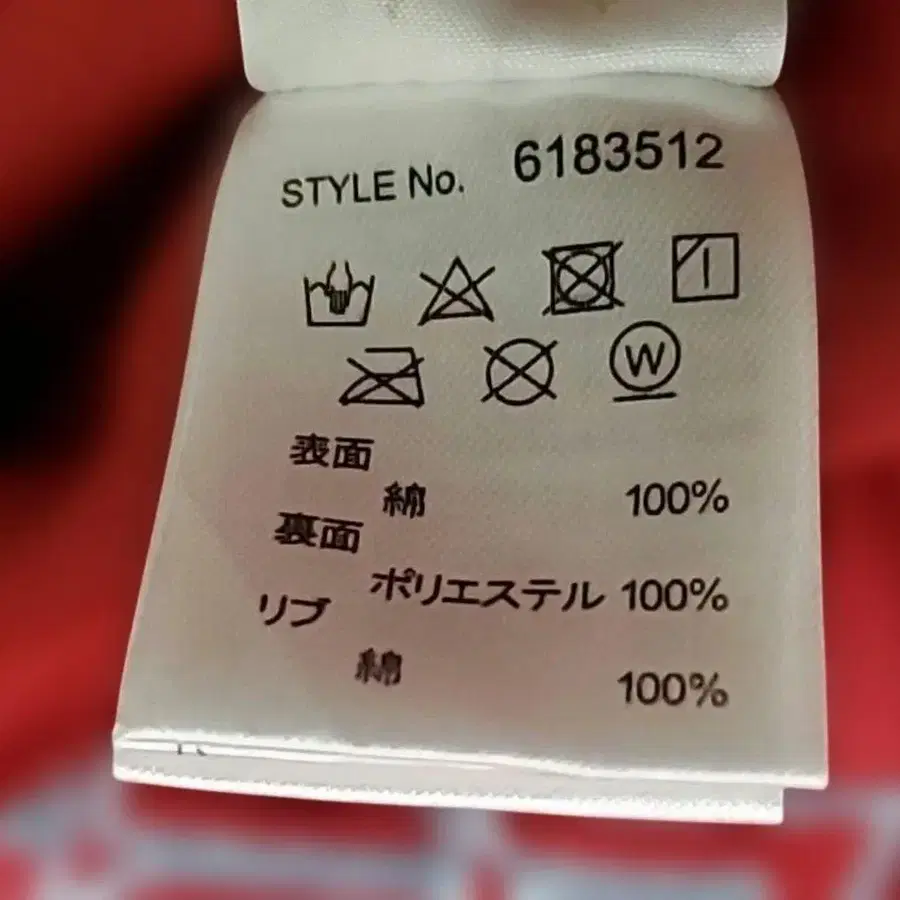 STYLE No. 6183512
W
表面
綿 100%
裏面
ポリエステル 100%
リブ
綿 100%